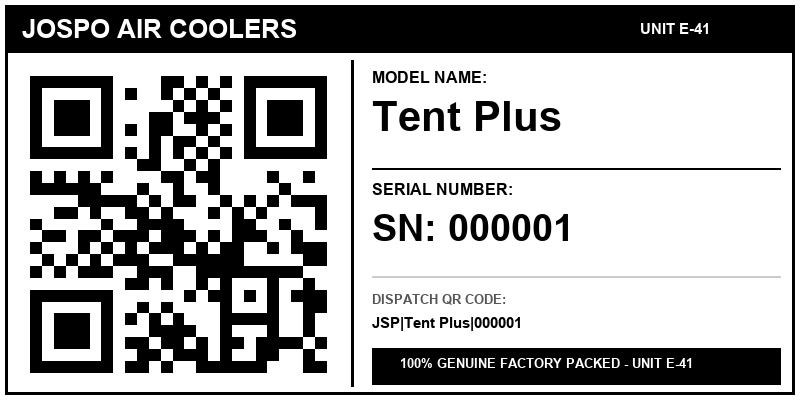 JOSPO AIR COOLERS
UNIT E-41
MODEL NAME:
Tent Plus
SERIAL NUMBER:
SN: 000001
DISPATCH QR CODE:
JSP|Tent Plus|000001
100% GENUINE FACTORY PACKED - UNIT E-41